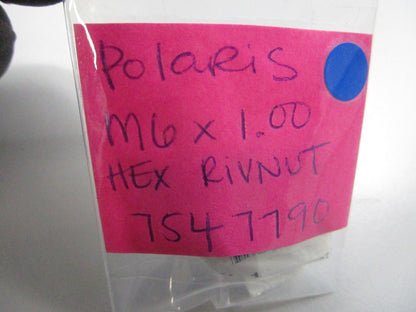 Polaris
M6 x 1.00
HEX RIVNUT
7547790